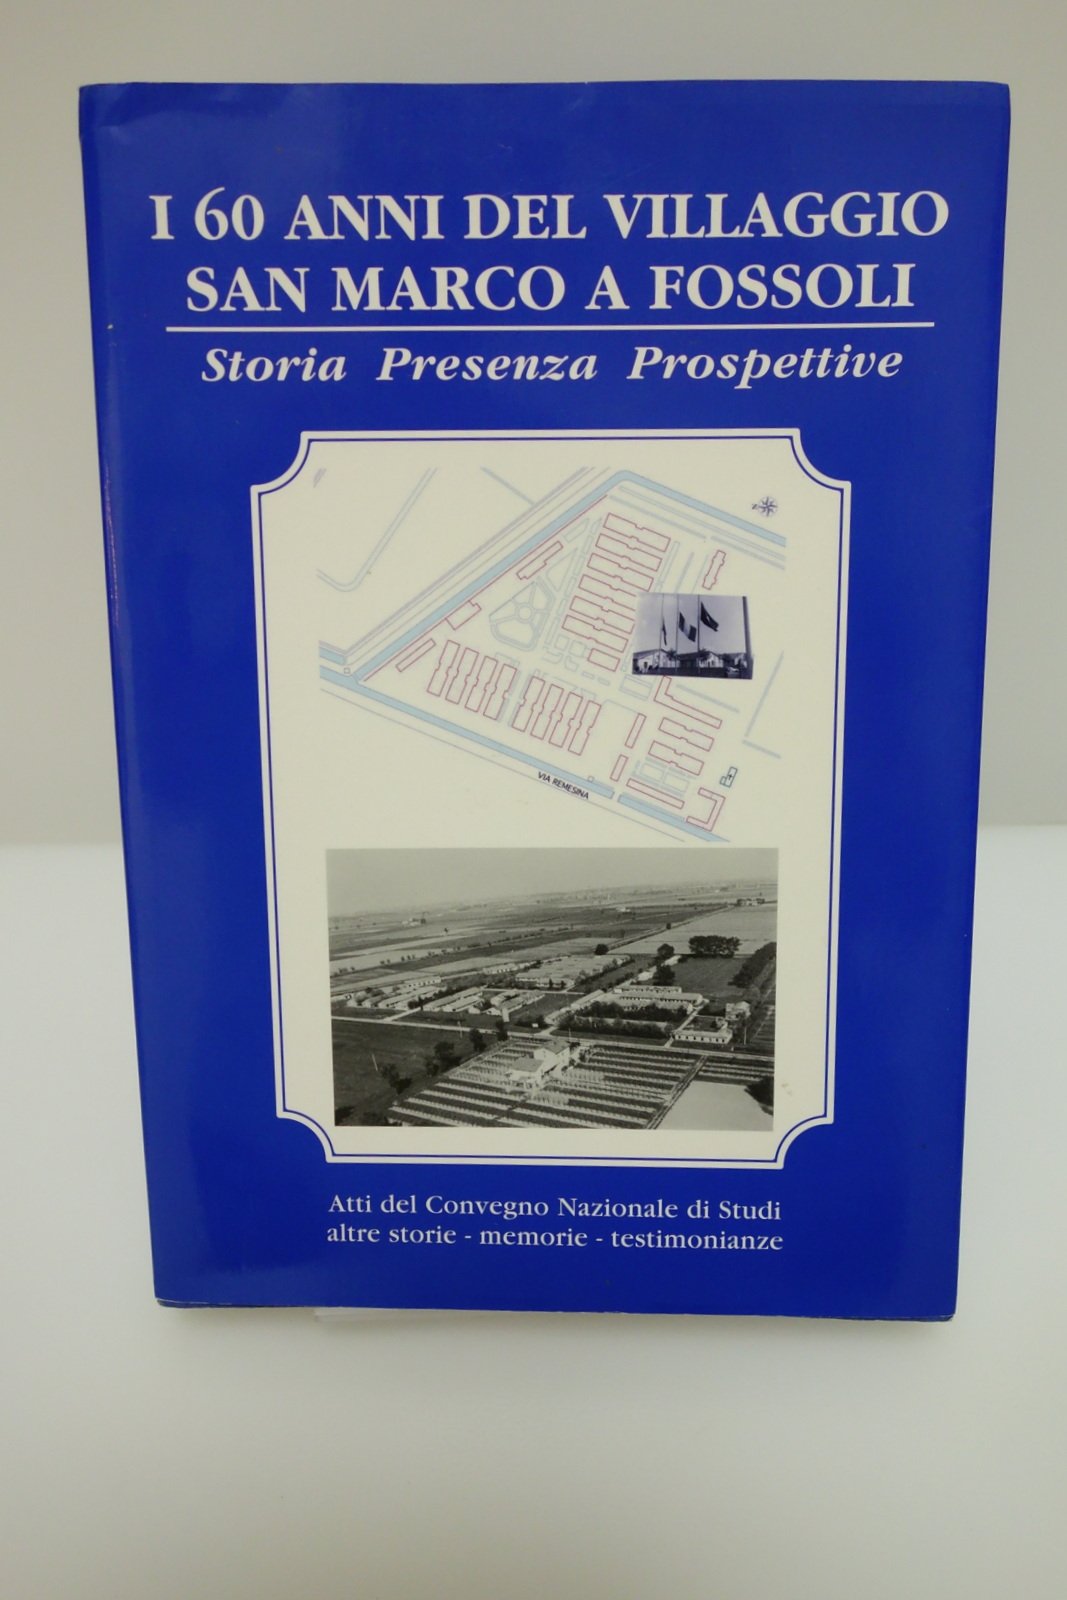 I 60 ANNI DEL VILLAGGIO
SAN MARCO A FOSSOLI
Storia Presenza Prospettive
Z
VIA REMESINA
Atti del Convegno Nazionale di Studi
altre storie - memorie - testimonianze